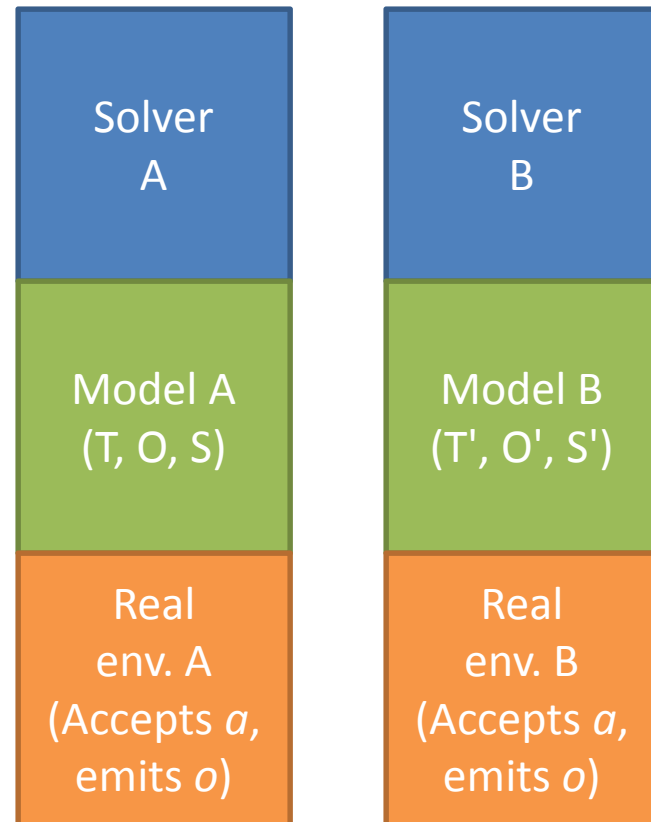 Solver
A
Model A
(T, O, S)
Real
env. A
(Accepts a,
emits o)
Solver
B
Model B
(T', O', S')
Real
env. B
(Accepts a,
emits o)